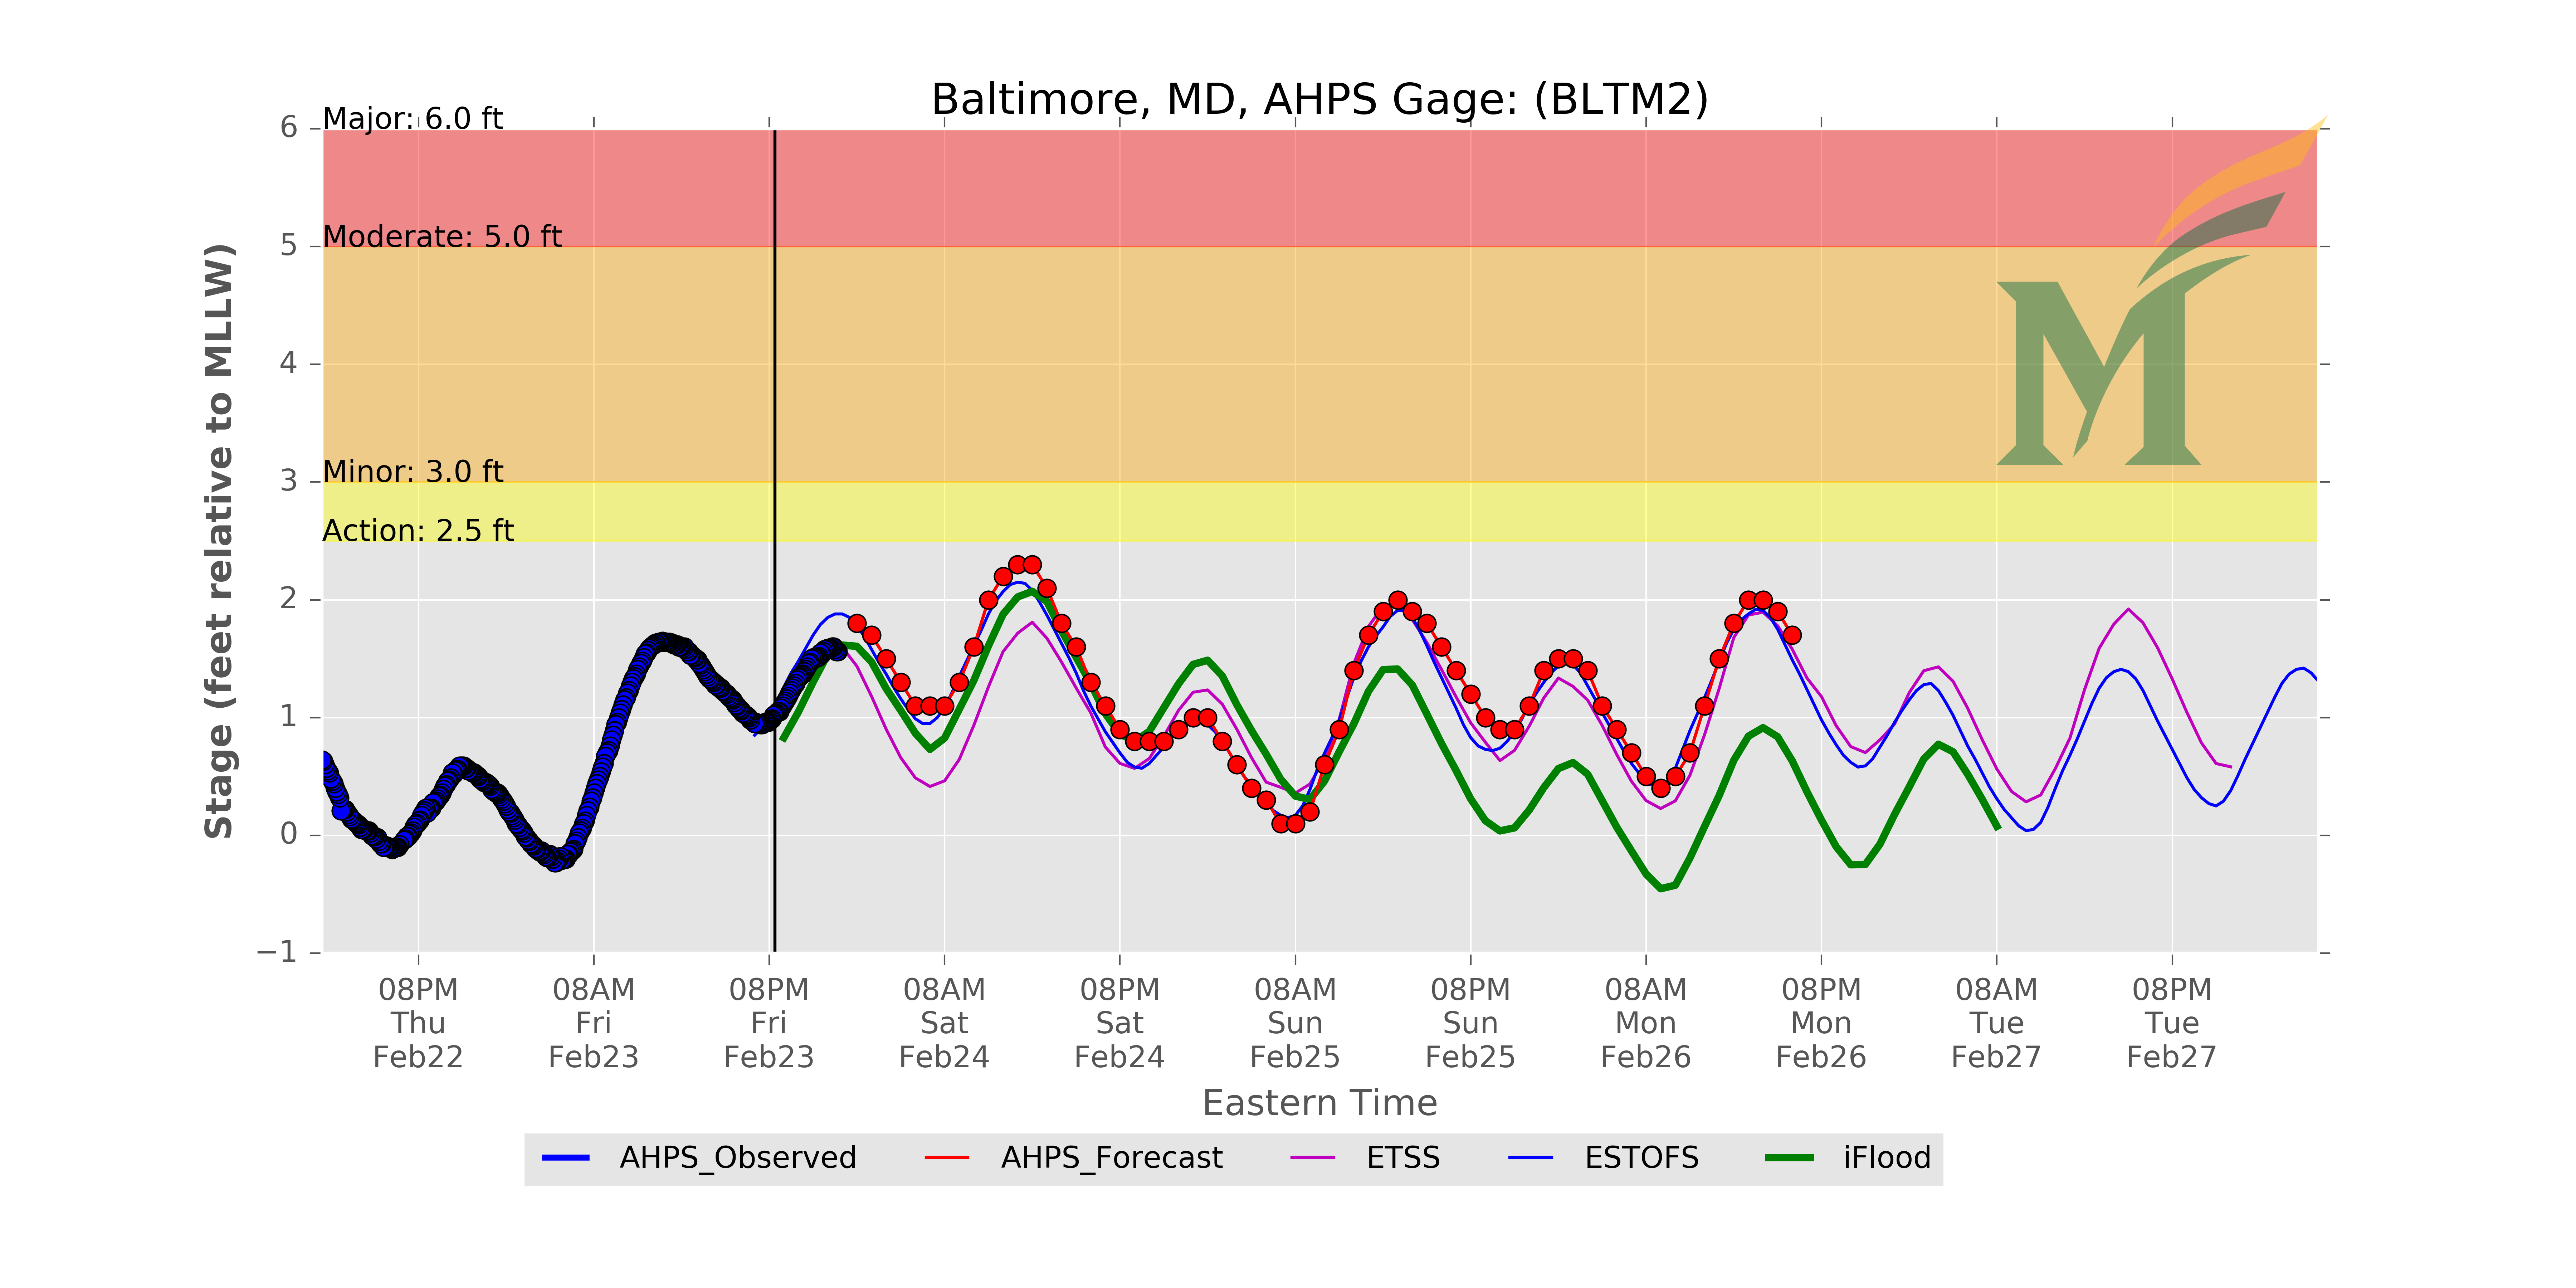 Baltimore, MD, AHPS Gage: (BLTM2)
Major: 6.0 ft
Moderate: 5.0 ft
Minor: 3.0 ft
Action: 2.5 ft
6
5
4
3
2
1
0
−1
Stage (feet relative to MLLW)
08PM
Thu
Feb22
08AM
Fri
Feb23
08PM
Fri
Feb23
08AM
Sat
Feb24
08PM
Sat
Feb24
08AM
Sun
Feb25
08PM
Sun
Feb25
08AM
Mon
Feb26
08PM
Mon
Feb26
08AM
Tue
Feb27
08PM
Tue
Feb27
Eastern Time
AHPS_Observed
AHPS_Forecast
ETSS
ESTOFS
iFlood
M